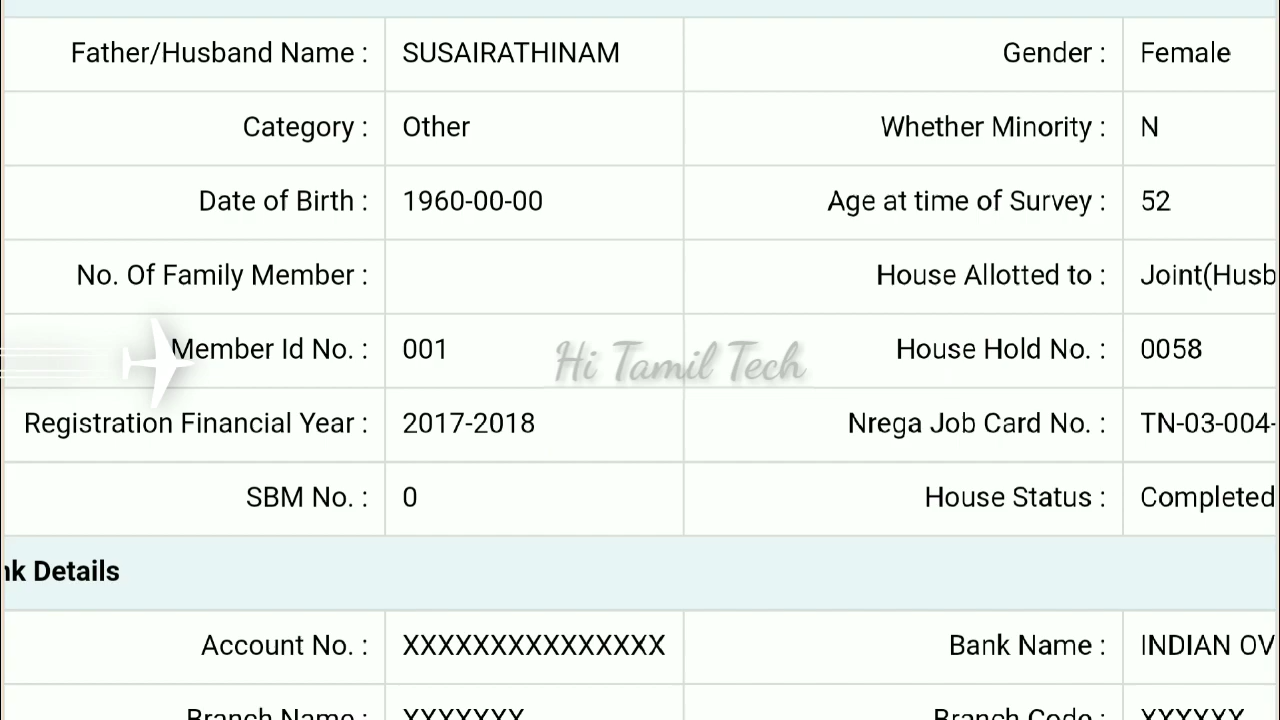 Father/Husband Name : SUSAIRATHINAM Gender : Female
Category : Other Whether Minority : N
Date of Birth : 1960-00-00 Age at time of Survey : 52
No. Of Family Member : House Allotted to : Joint(Husb
Member Id No. : 001 House Hold No. : 0058
Hi Tamil Tech
Registration Financial Year : 2017-2018 Nrega Job Card No. : TN-03-004-
SBM No. : 0 House Status : Completed
nk Details
Account No. : XXXXXXXXXXXXXXX Bank Name : INDIAN OV
Branch Name : XXXXXXX Branch Code : XXXXXX